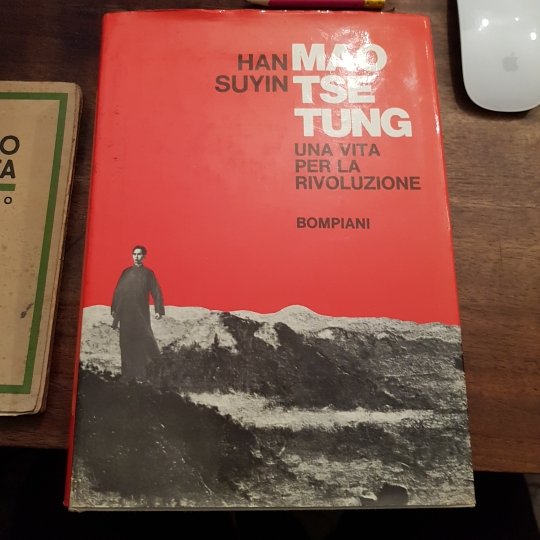 HAN
SUYIN
MAO
TSE
TUNG
UNA VITA
PER LA
RIVOLUZIONE
BOMPIANI